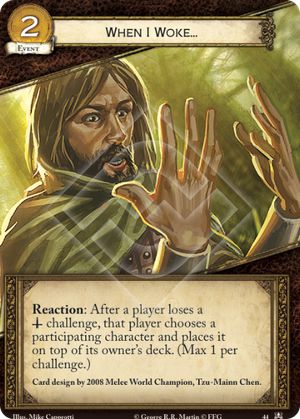 2
When I Woke...
Event
Reaction: After a player loses a
challenge, that player chooses a
participating character and places it
on top of its owner's deck. (Max 1 per
challenge.)
Card design by 2008 Melee World Champion, Tzu-Mainn Chen.
Illus. Mike Capprotti
© George R.R. Martin © FFG
44